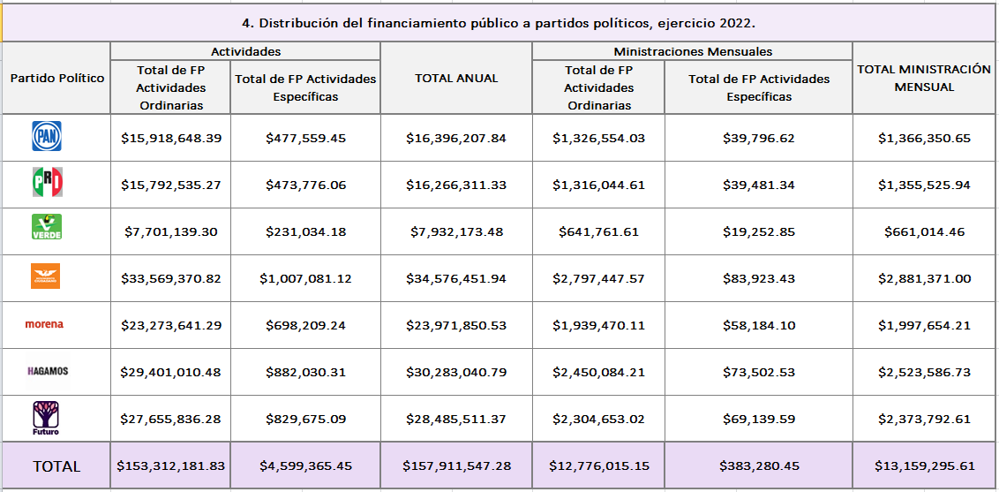 4. Distribución del financiamiento público a partidos políticos, ejercicio 2022.
Partido Político
Actividades
Total de FP
Actividades
Ordinarias
Total de FP Actividades
Específicas
TOTAL ANUAL
Ministraciones Mensuales
Total de FP
Actividades
Ordinarias
Total de FP Actividades
Específicas
TOTAL MINISTRACIÓN
MENSUAL
PAN $15,918,648.39 $477,559.45 $16,396,207.84 $1,326,554.03 $39,796.62 $1,366,350.65
PRI $15,792,535.27 $473,776.06 $16,266,311.33 $1,316,044.61 $39,481.34 $1,355,525.94
VERDE $7,701,139.30 $231,034.18 $7,932,173.48 $641,761.61 $19,252.85 $661,014.46
$33,569,370.82 $1,007,081.12 $34,576,451.94 $2,797,447.57 $83,923.43 $2,881,371.00
morena $23,273,641.29 $698,209.24 $23,971,850.53 $1,939,470.11 $58,184.10 $1,997,654.21
HAGAMOS $29,401,010.48 $882,030.31 $30,283,040.79 $2,450,084.21 $73,502.53 $2,523,586.73
Futuro $27,655,836.28 $829,675.09 $28,485,511.37 $2,304,653.02 $69,139.59 $2,373,792.61
TOTAL $153,312,181.83 $4,599,365.45 $157,911,547.28 $12,776,015.15 $383,280.45 $13,159,295.61